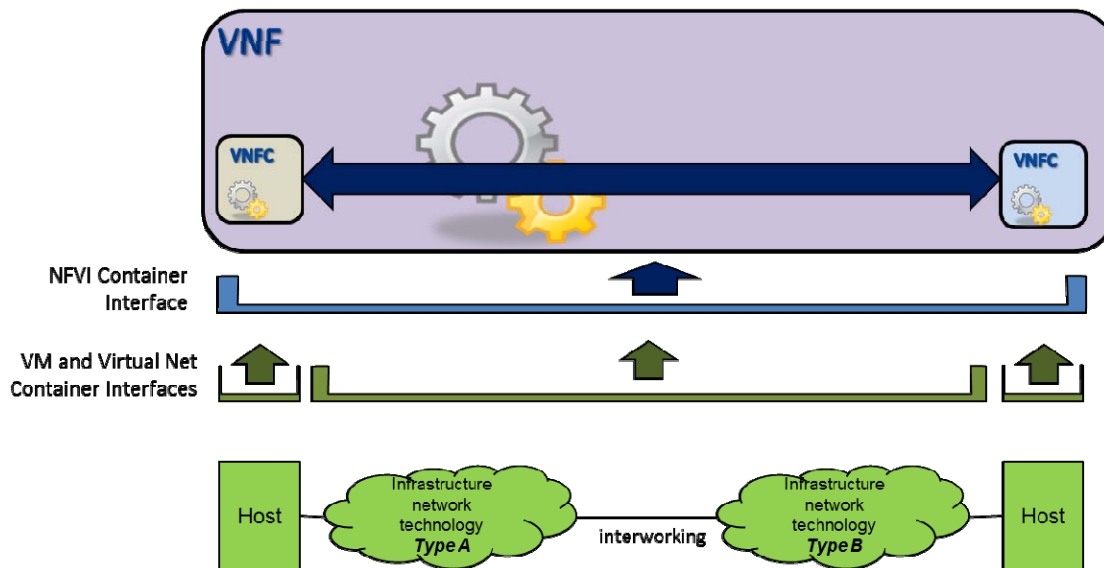 VNF
VNFC
VNFC
NFVI Container
Interface
VM and Virtual Net
Container Interfaces
Host
Infrastructure
network
technology
Type A
interworking
Infrastructure
network
technology
Type B
Host